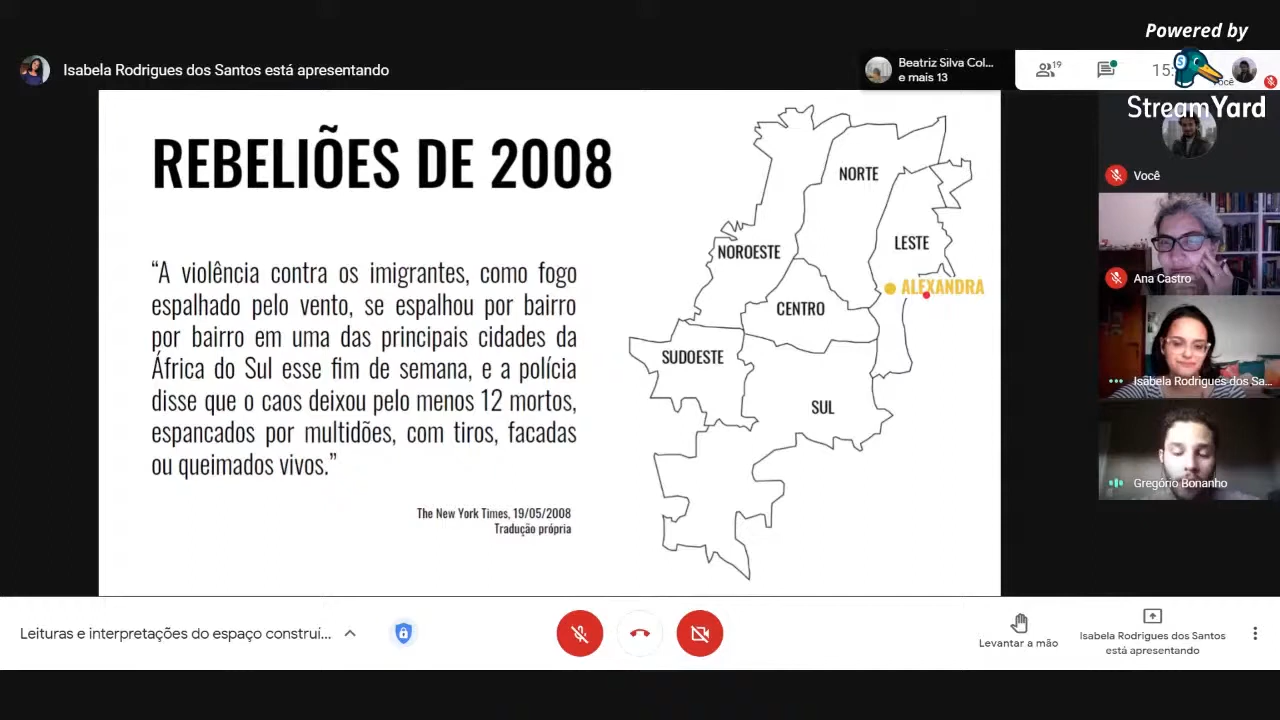 Powered by
StreamYard
Isabela Rodrigues dos Santos está apresentando
Beatriz Silva Col...
e mais 13
19
REBELIÕES DE 2008
“A violência contra os imigrantes, como fogo
espalhado pelo vento, se espalhou por bairro
por bairro em uma das principais cidades da
África do Sul esse fim de semana, e a polícia
disse que o caos deixou pelo menos 12 mortos,
espancados por multidões, com tiros, facadas
ou queimados vivos.”
The New York Times, 19/05/2008
Tradução própria
NORTE
LESTE
NOROESTE
ALEXANDRA
CENTRO
SUDOESTE
SUL
Você
Ana Castro
Isabela Rodrigues dos Sa...
Gregório Bonanho
Leituras e interpretações do espaço construí...
Levantar a mão
Isabela Rodrigues dos Santos
está apresentando